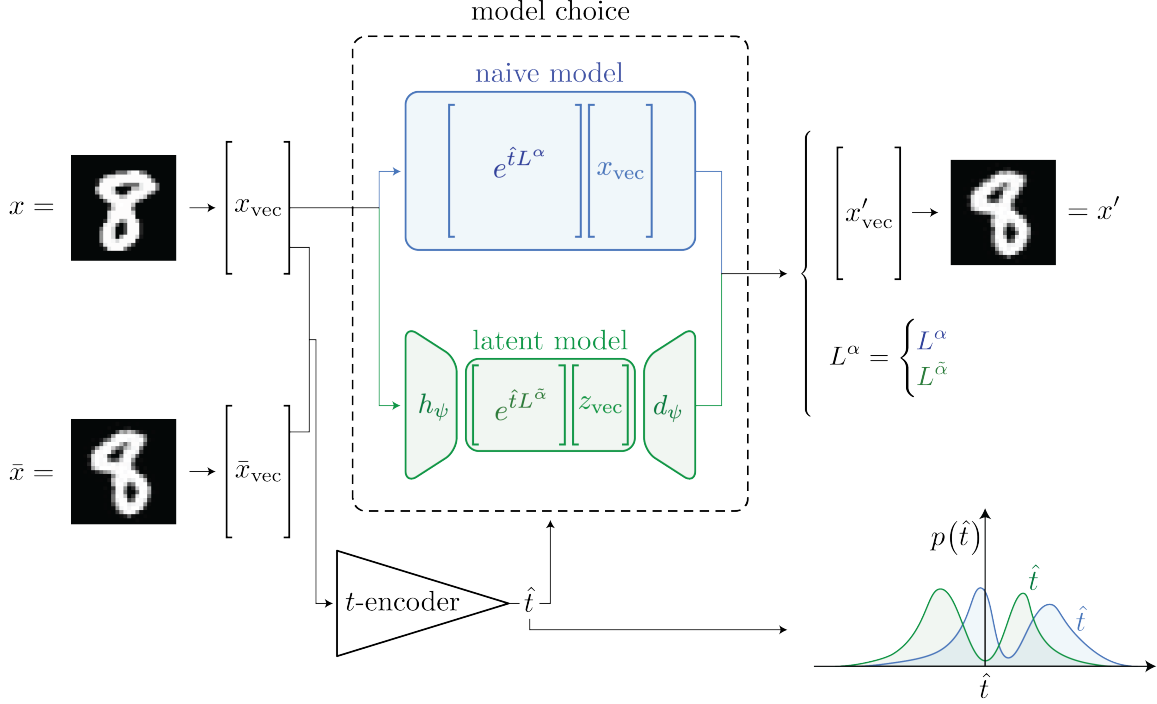 model choice
naive model
e^{t̂L^α} x_vec
x = x_vec
x′_vec = x′
latent model
h_ψ e^{t̂L^α̃} z_vec d_ψ
L^α = { L^α
L^α̃
x̄ = x̄_vec
t-encoder t̂
p(t̂)
t̂
t̂
t̂